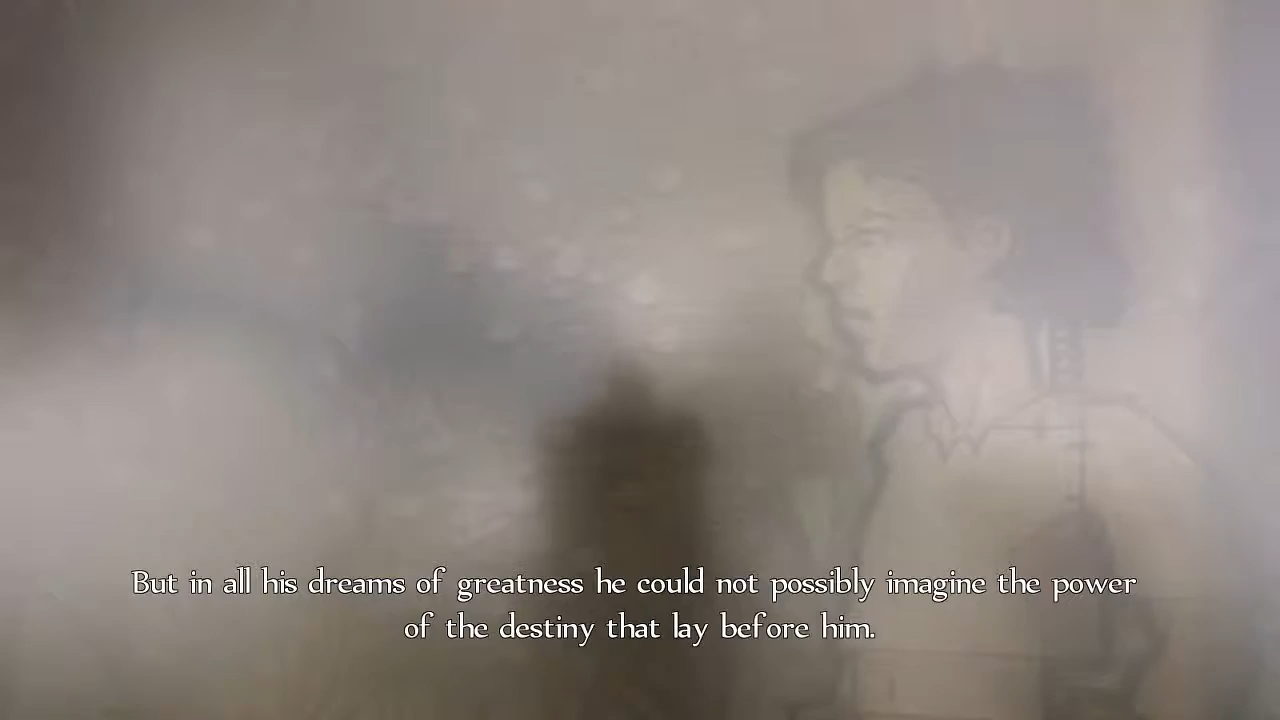 But in all his dreams of greatness he could not possibly imagine the power
of the destiny that lay before him.